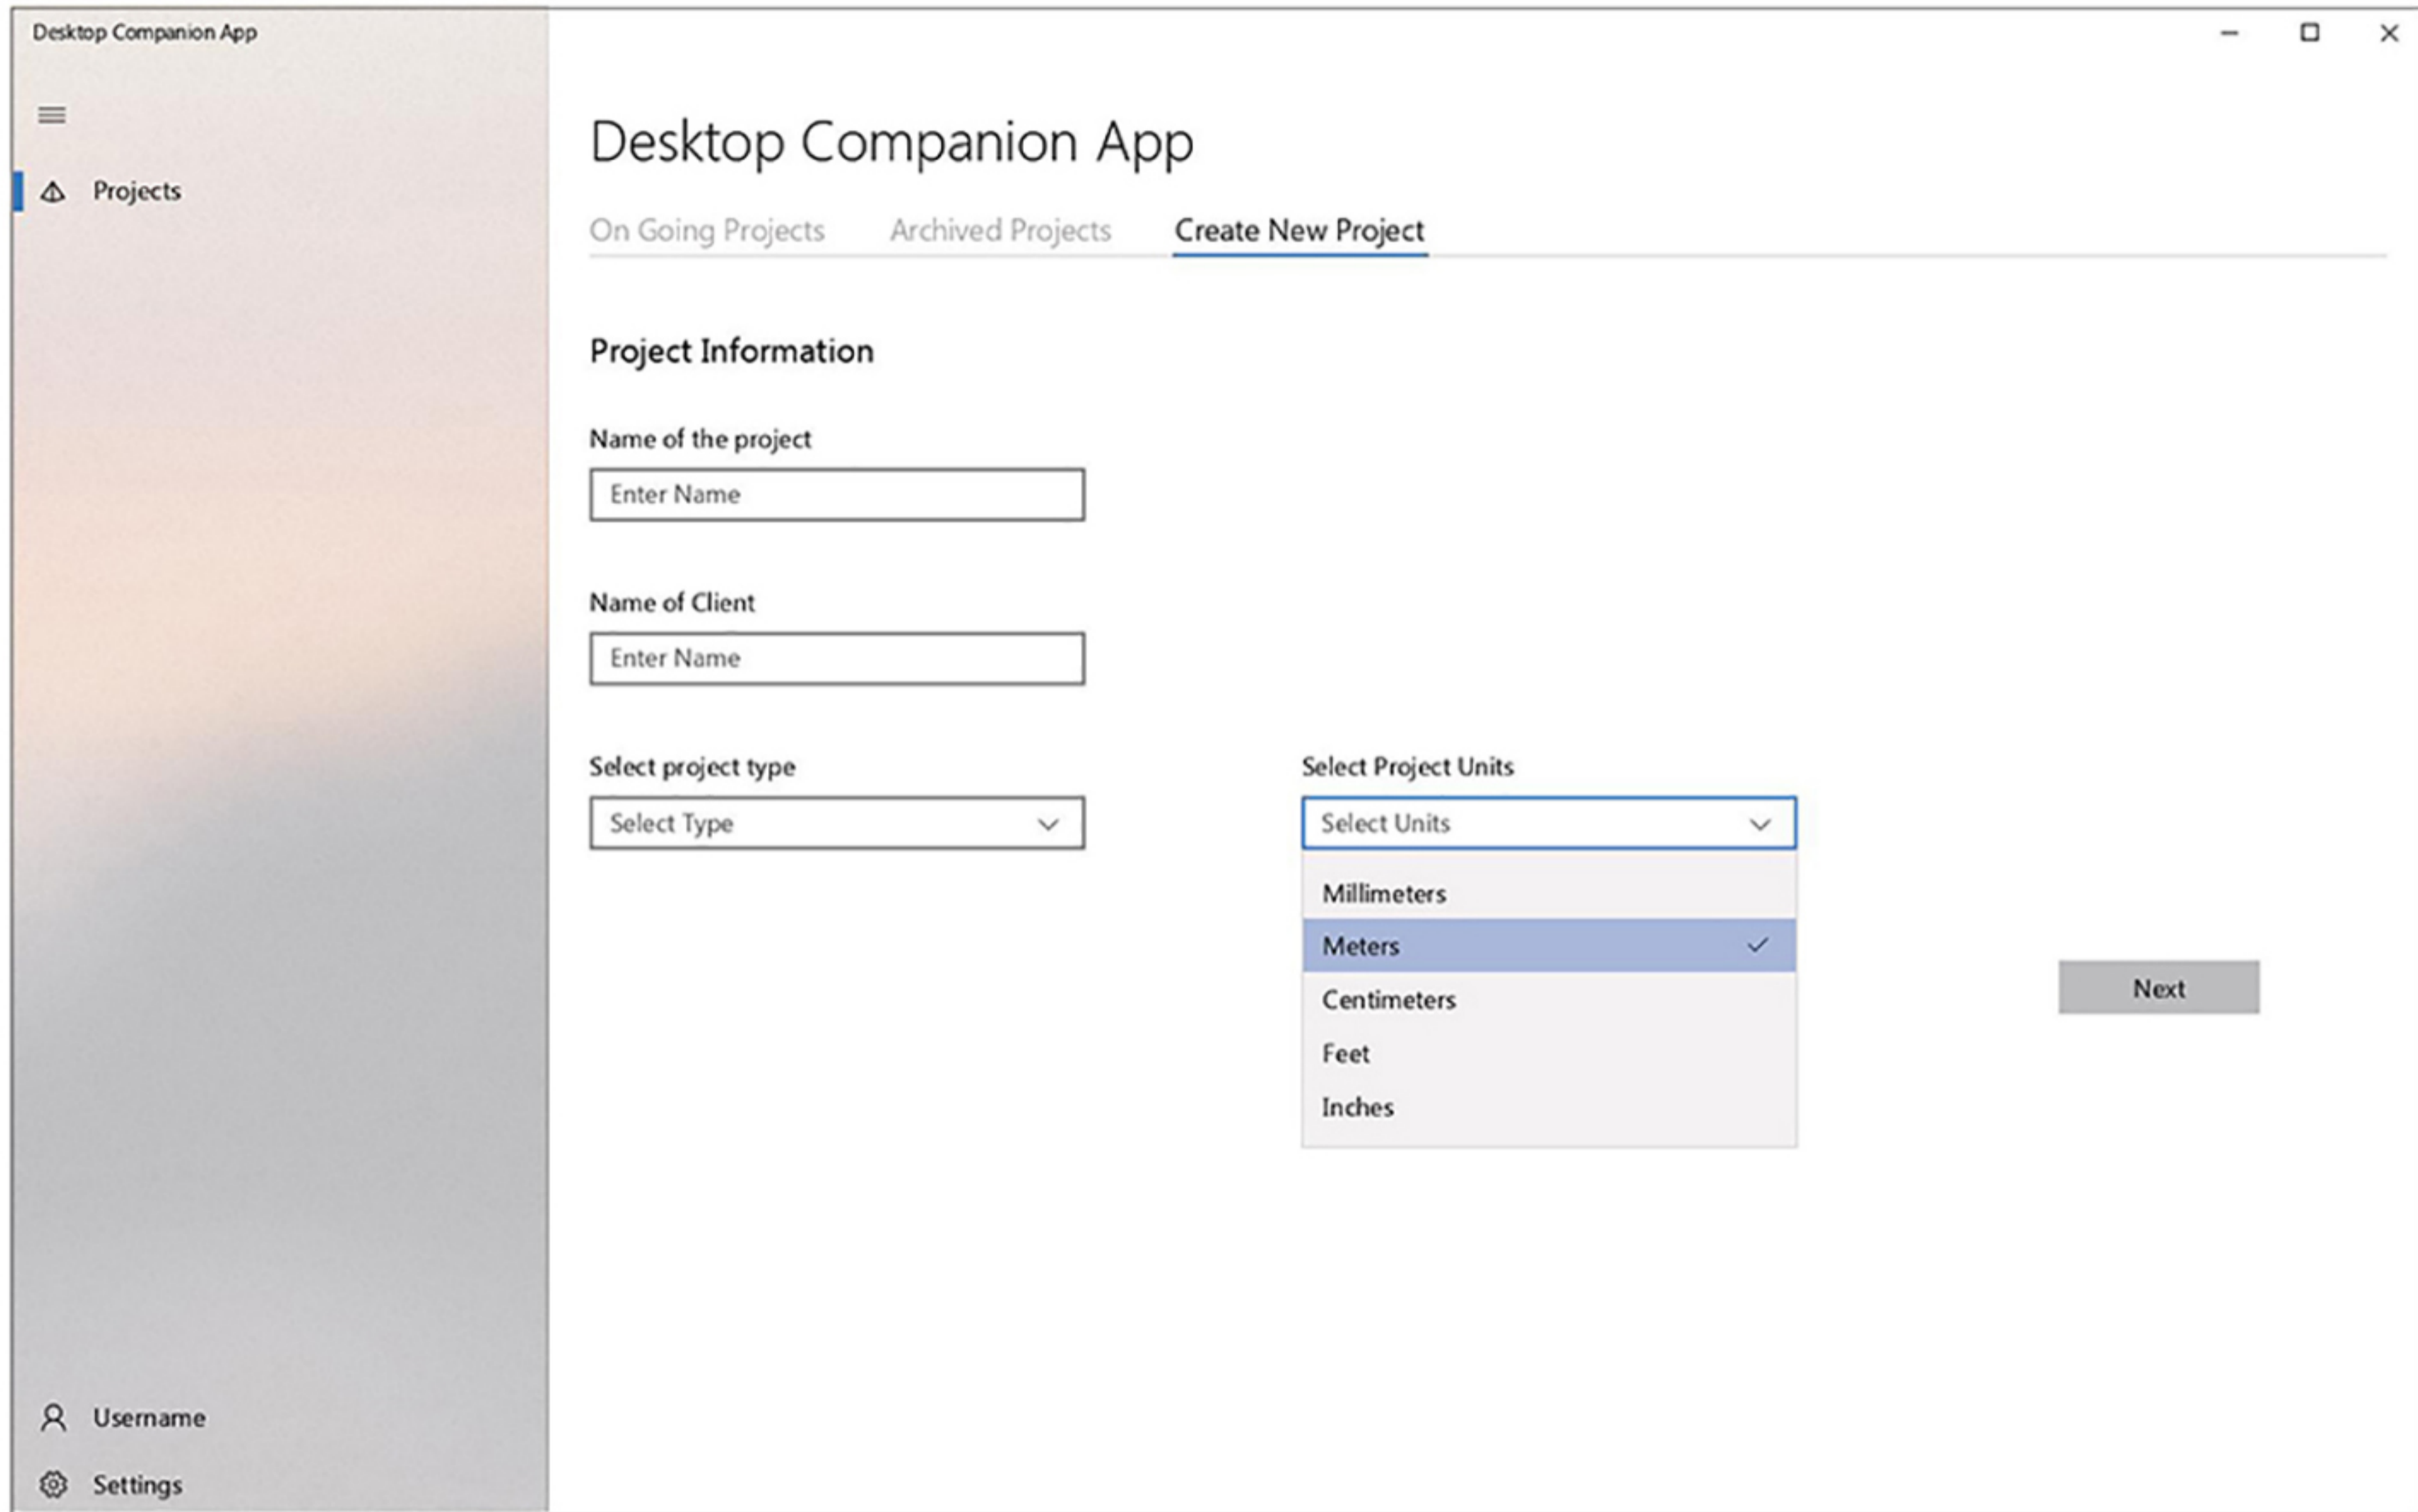 Desktop Companion App
Projects
Desktop Companion App
On Going Projects Archived Projects Create New Project
Project Information
Name of the project
Enter Name
Name of Client
Enter Name
Select project type Select Project Units
Select Type Select Units
Millimeters
Meters
Centimeters
Next
Feet
Inches
Username
Settings